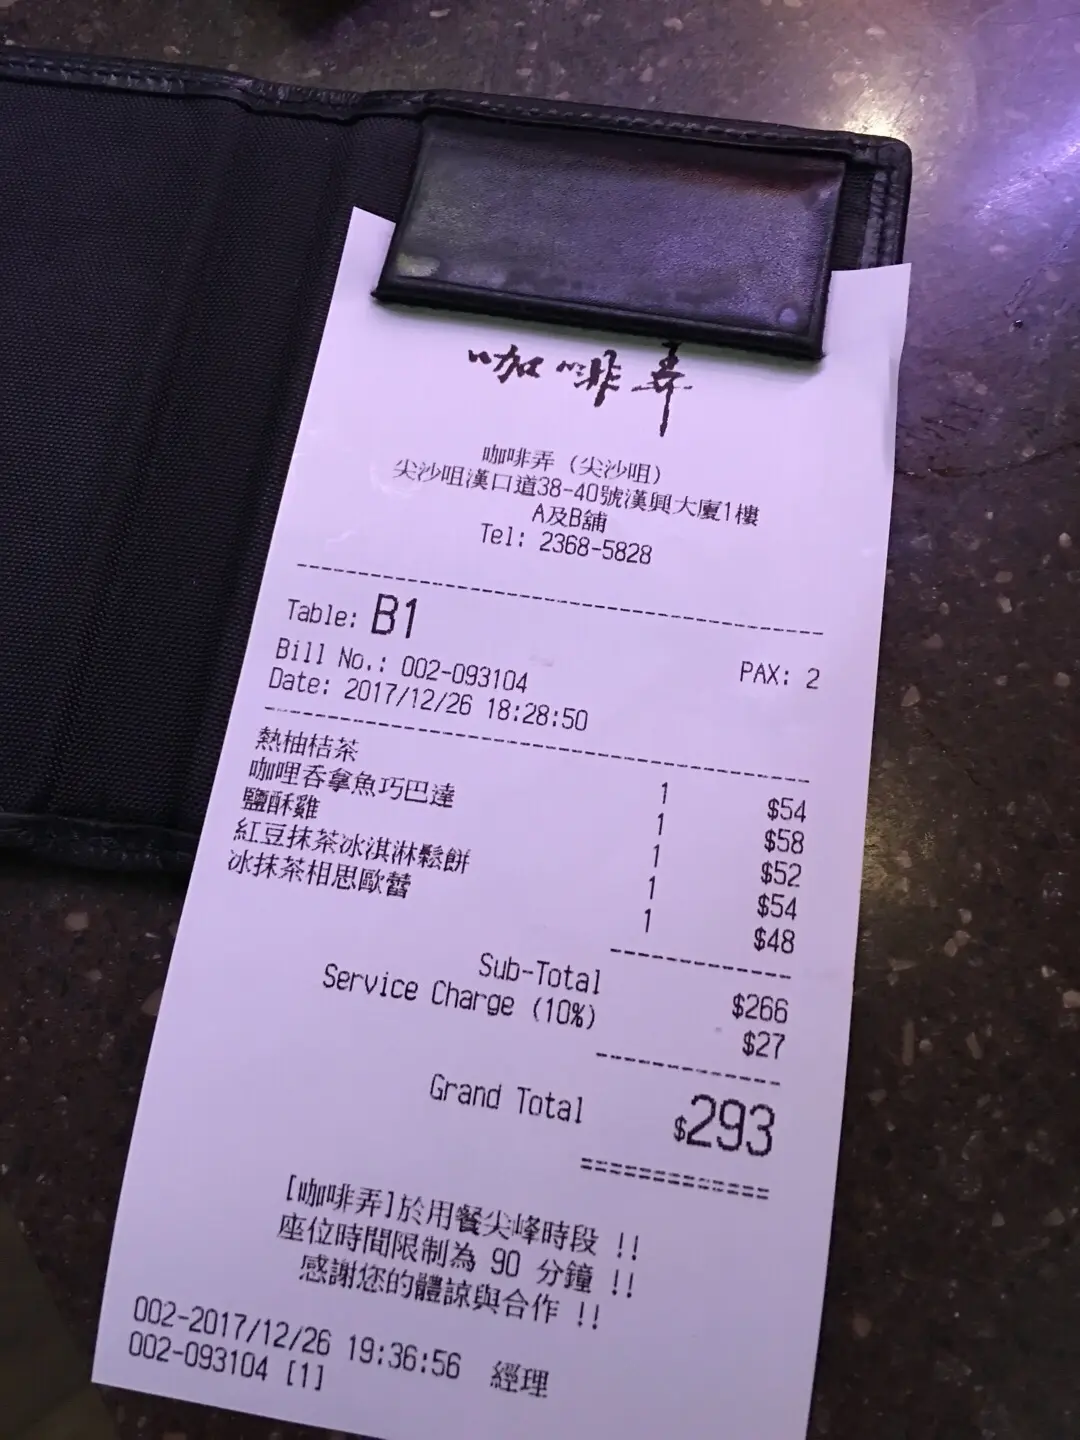 咖啡弄
咖啡弄 (尖沙咀)
尖沙咀漢口道38-40號漢興大廈1樓
A及B舖
Tel: 2368-5828
Table: B1 PAX: 2
Bill No.: 002-093104
Date: 2017/12/26 18:28:50
熱柚桔茶 1 $54
咖哩吞拿魚巧巴達 1 $58
鹽酥雞 1 $52
紅豆抹茶冰淇淋鬆餅 1 $54
冰抹茶相思歐蕾 1 $48
Sub-Total $266
Service Charge (10%) $27
Grand Total $293
[咖啡弄]於用餐尖峰時段 !!
座位時間限制為 90 分鐘 !!
感謝您的體諒與合作 !!
002-2017/12/26 19:36:56 經理
002-093104 [1]